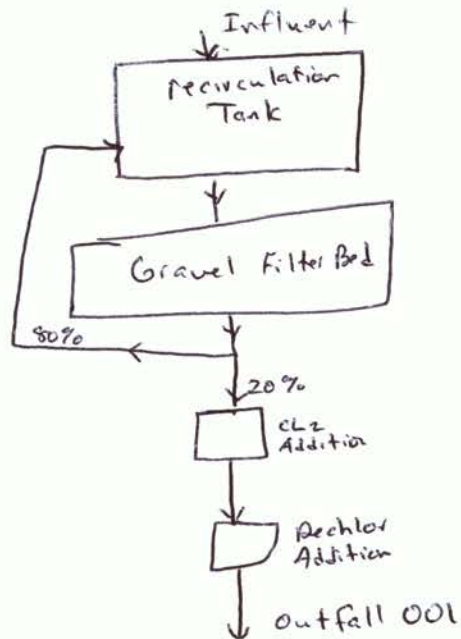 Influent
recirculation
Tank
Gravel Filter Bed
80%
20%
CL2
Addition
Dechlor
Addition
Outfall 001